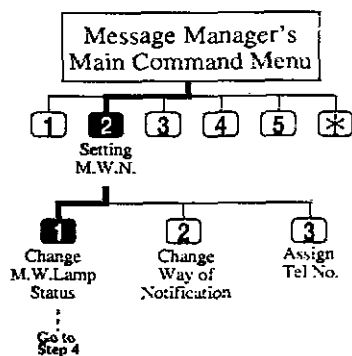 Message Manager's
Main Command Menu
1 2 3 4 5 *
Setting
M.W.N.
1 2 3
Change
M.W.Lamp
Status
Change
Way of
Notification
Assign
Tel No.
Go to
Step 4